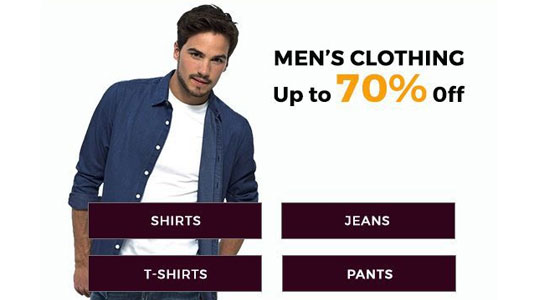 MEN’S CLOTHING
Up to 70% Off
SHIRTS
JEANS
T-SHIRTS
PANTS